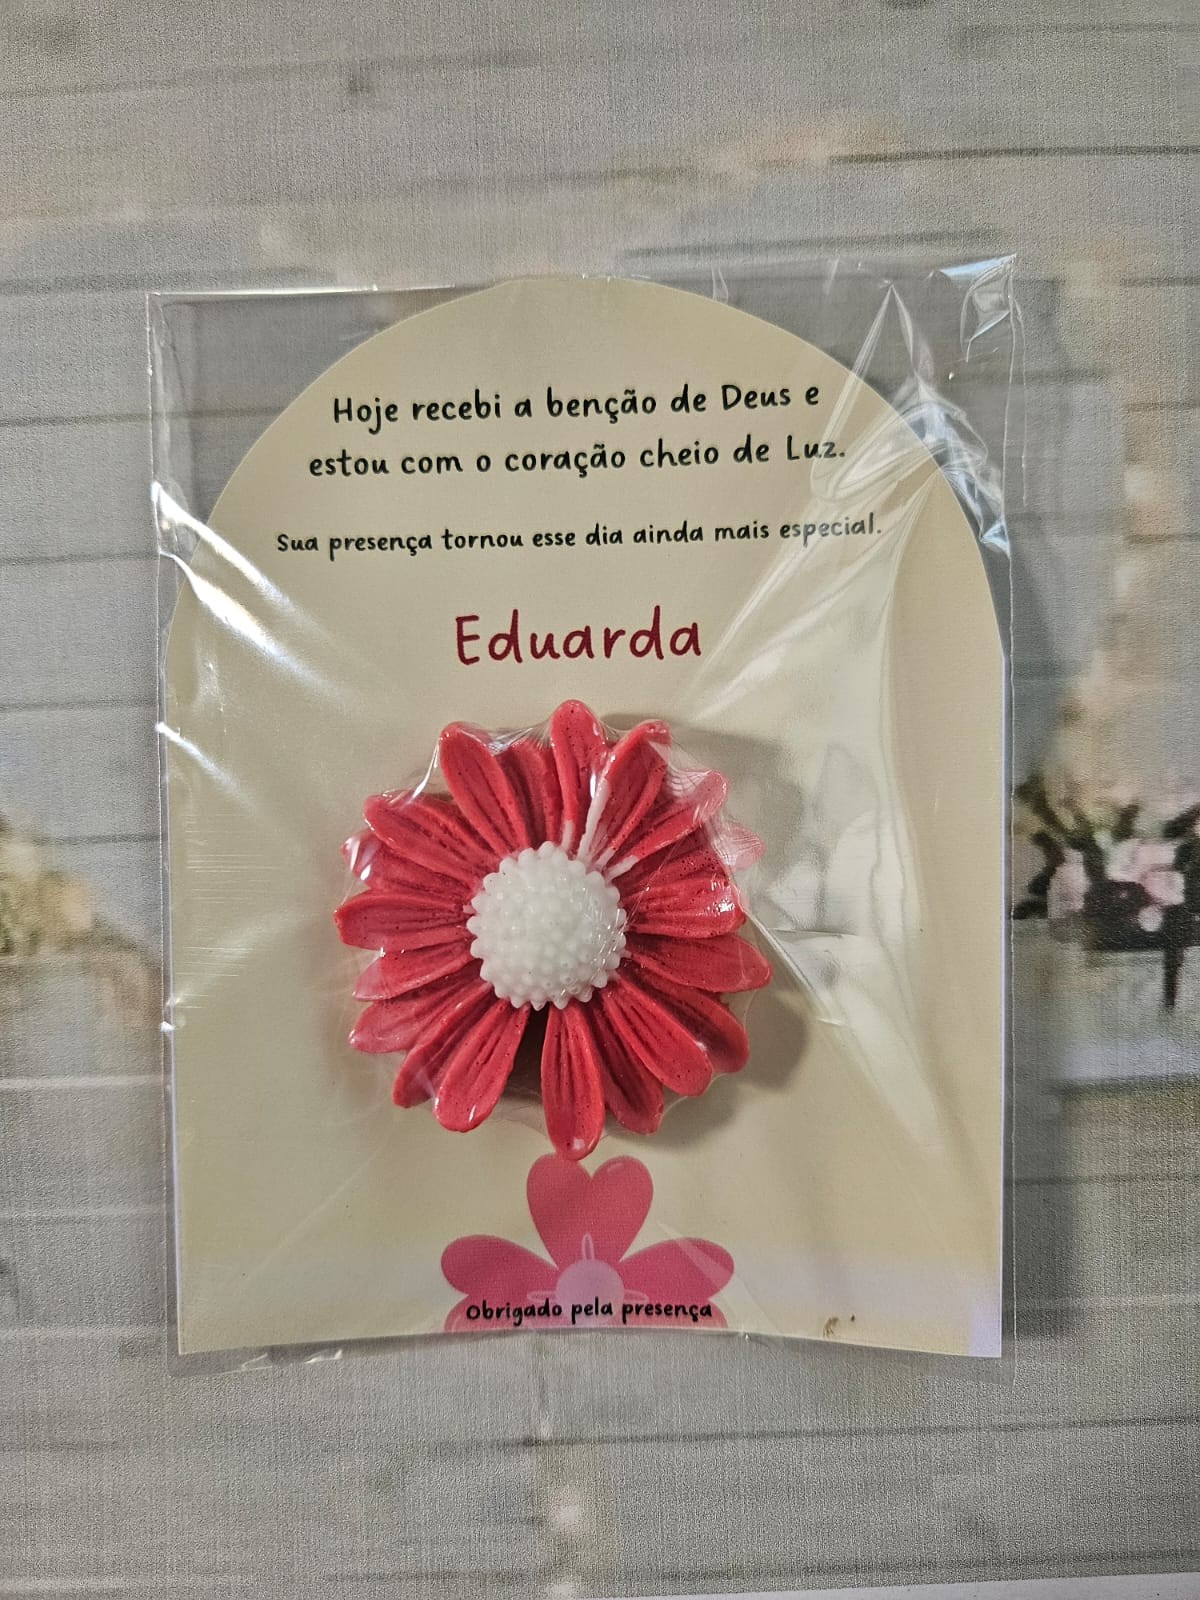 Hoje recebi a benção de Deus e
estou com o coração cheio de Luz.
Sua presença tornou esse dia ainda mais especial.
Eduarda
Obrigado pela presença